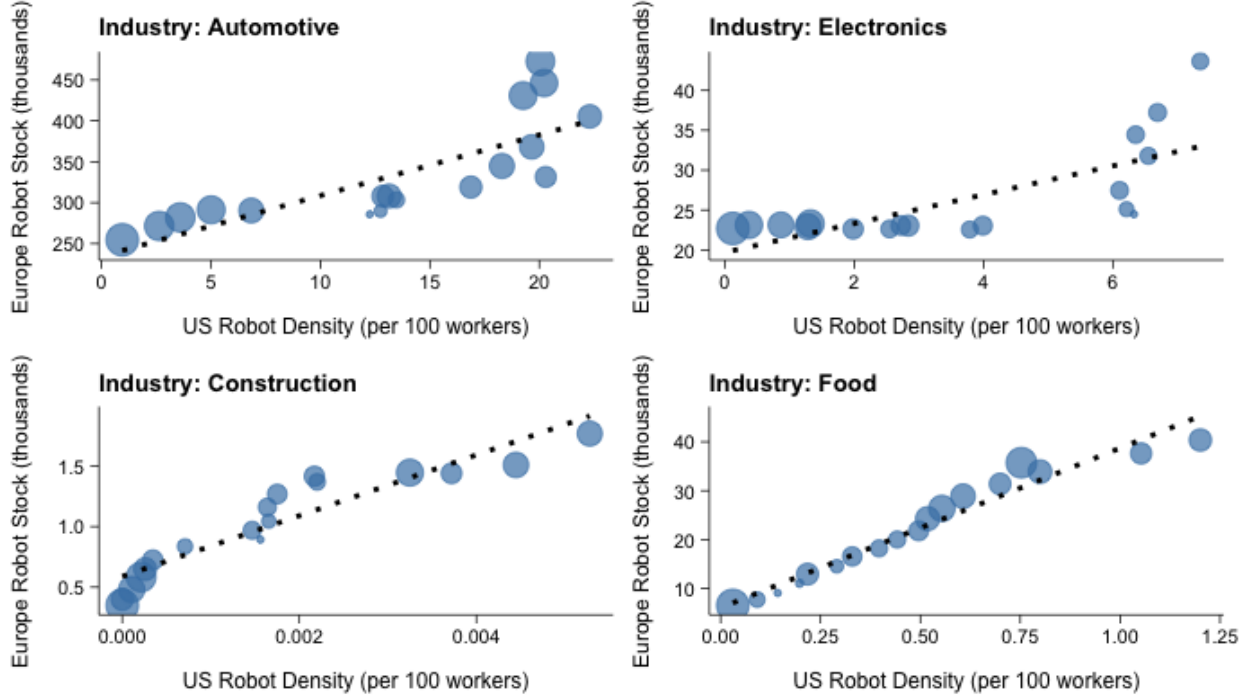 Industry: Automotive
Europe Robot Stock (thousands)
450
400
350
300
250
0 5 10 15 20
US Robot Density (per 100 workers)
Industry: Electronics
Europe Robot Stock (thousands)
40
35
30
25
20
0 2 4 6
US Robot Density (per 100 workers)
Industry: Construction
Europe Robot Stock (thousands)
1.5
1.0
0.5
0.000 0.002 0.004
US Robot Density (per 100 workers)
Industry: Food
Europe Robot Stock (thousands)
40
30
20
10
0.00 0.25 0.50 0.75 1.00 1.25
US Robot Density (per 100 workers)